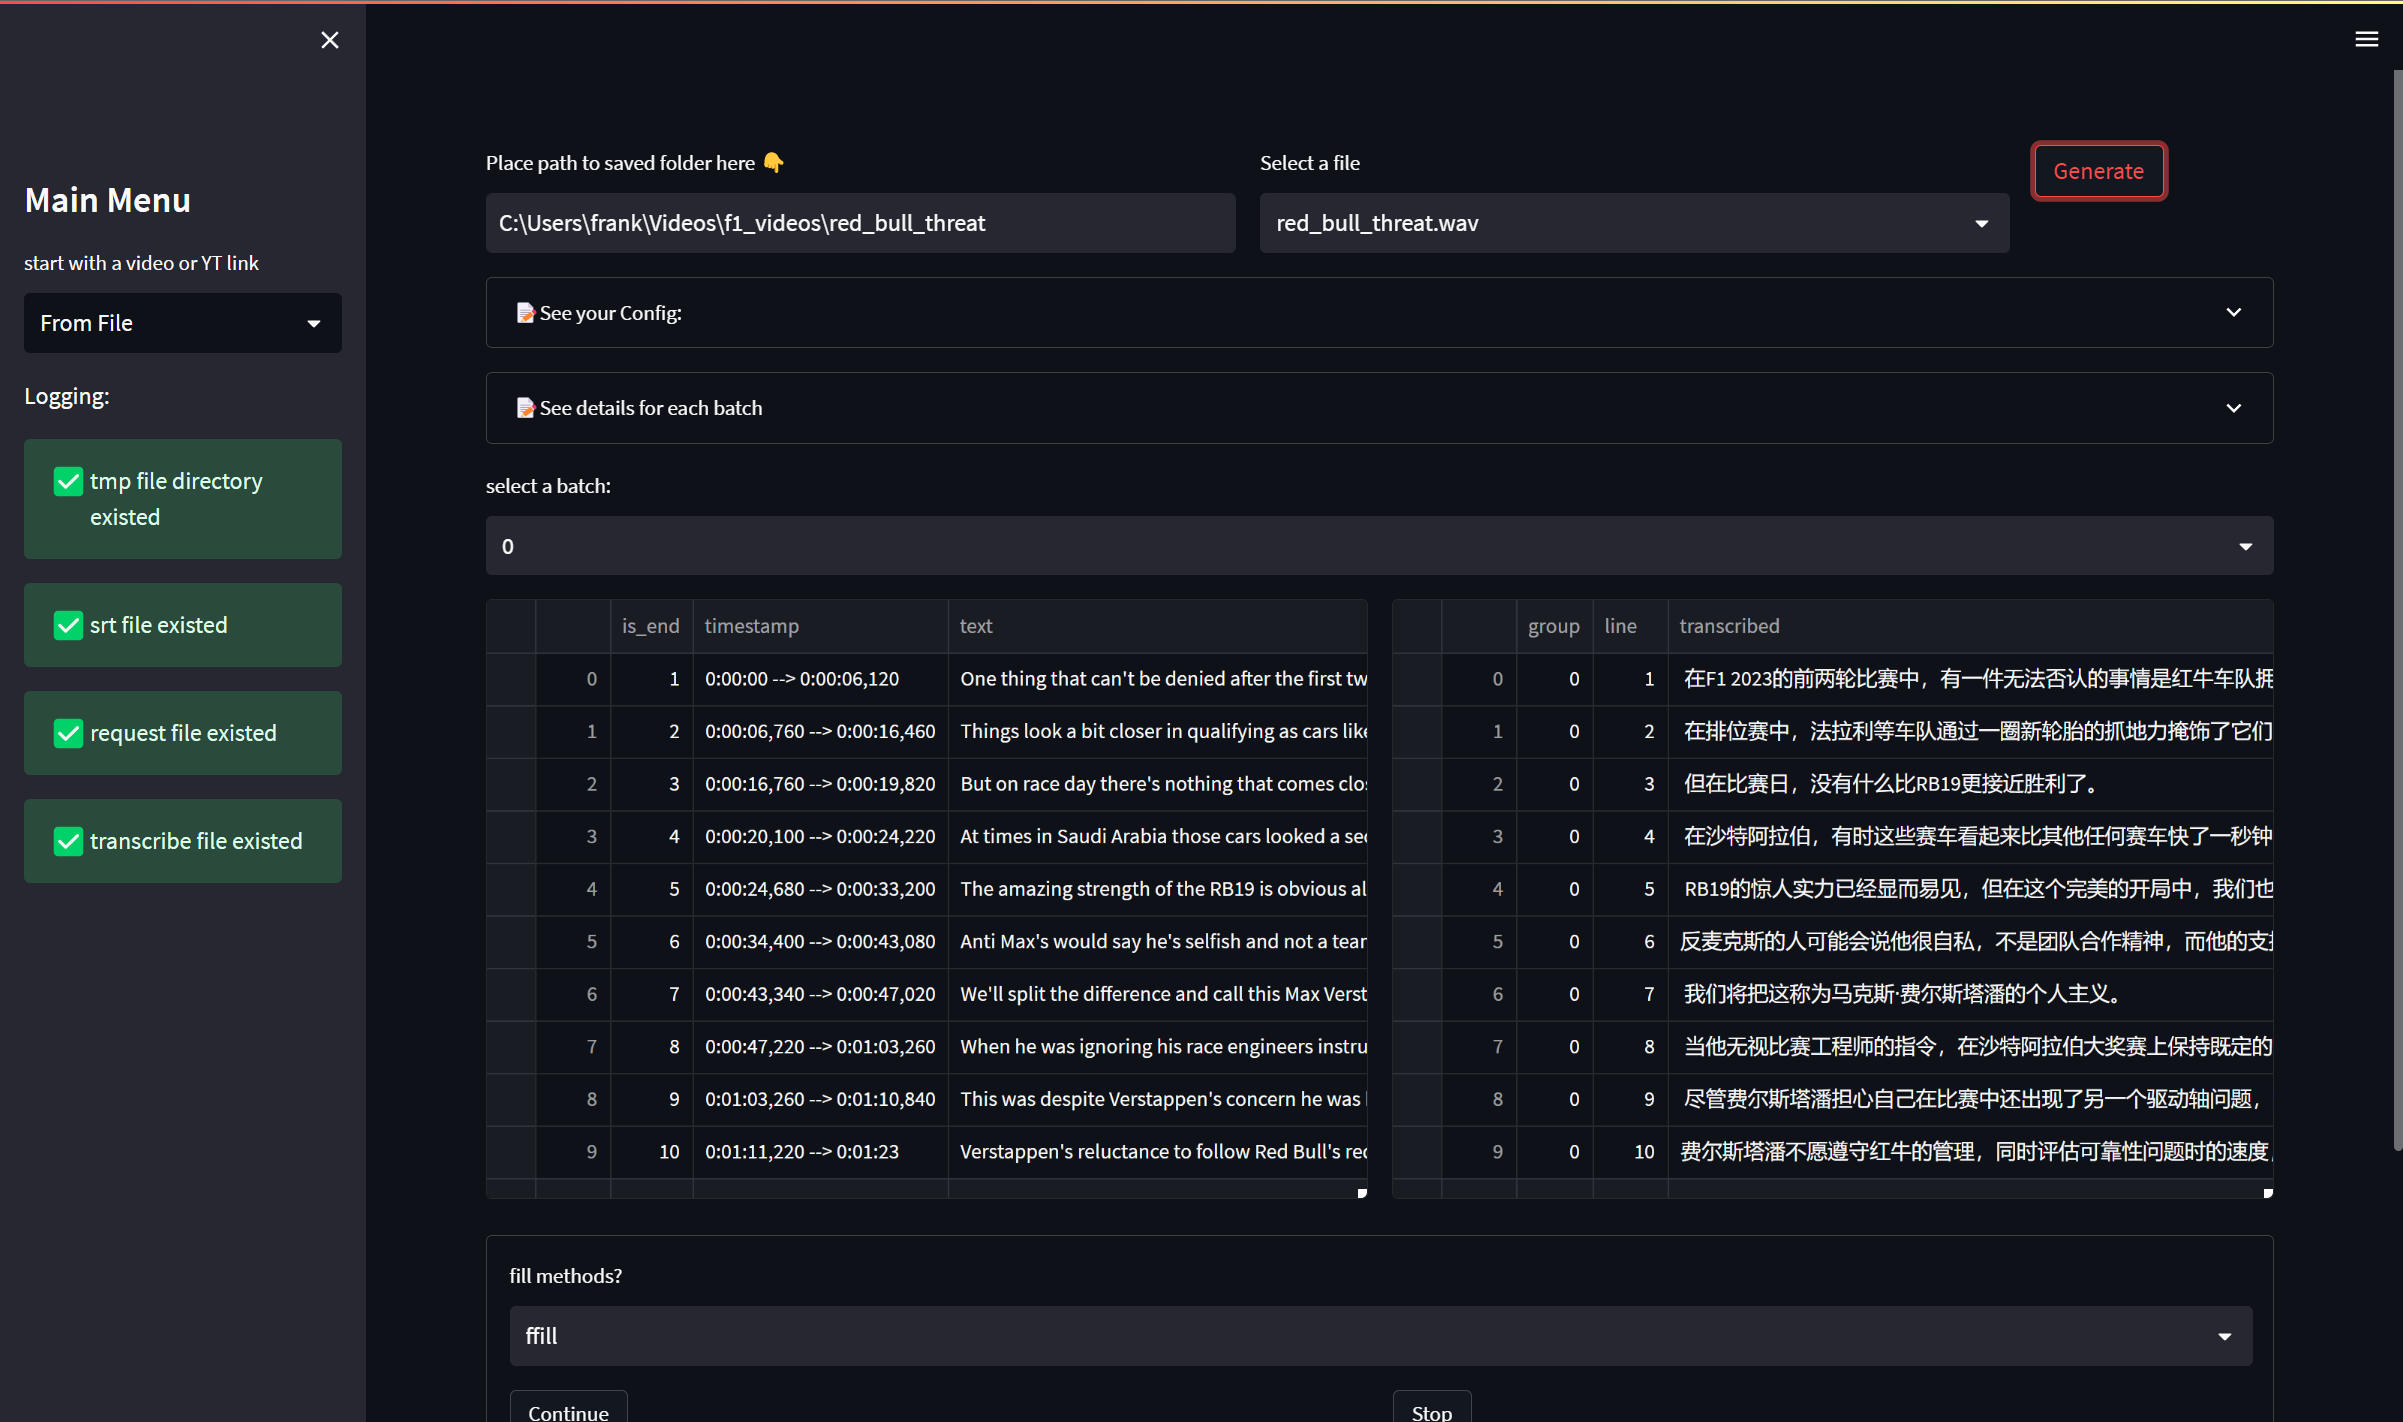 Main Menu
start with a video or YT link
From File
Logging:
tmp file directory
existed
srt file existed
request file existed
transcribe file existed
Place path to saved folder here
C:\Users\frank\Videos\f1_videos\red_bull_threat
Select a file
red_bull_threat.wav
Generate
See your Config:
See details for each batch
select a batch:
0
is_end timestamp text
0 1 0:00:00 --> 0:00:06,120 One thing that can't be denied after the first tw
1 2 0:00:06,760 --> 0:00:16,460 Things look a bit closer in qualifying as cars like
2 3 0:00:16,760 --> 0:00:19,820 But on race day there's nothing that comes clo
3 4 0:00:20,100 --> 0:00:24,220 At times in Saudi Arabia those cars looked a se
4 5 0:00:24,680 --> 0:00:33,200 The amazing strength of the RB19 is obvious al
5 6 0:00:34,400 --> 0:00:43,080 Anti Max's would say he's selfish and not a tea
6 7 0:00:43,340 --> 0:00:47,020 We'll split the difference and call this Max Verst
7 8 0:00:47,220 --> 0:01:03,260 When he was ignoring his race engineers instru
8 9 0:01:03,260 --> 0:01:10,840 This was despite Verstappen's concern he was
9 10 0:01:11,220 --> 0:01:23 Verstappen's reluctance to follow Red Bull's re
group line transcribed
0 0 1 在F1 2023的前两轮比赛中，有一件无法否认的事情是红牛车队拥
1 0 2 在排位赛中，法拉利等车队通过一圈新轮胎的抓地力掩饰了它们
2 0 3 但在比赛日，没有什么比RB19更接近胜利了。
3 0 4 在沙特阿拉伯，有时这些赛车看起来比其他任何赛车快了一秒钟
4 0 5 RB19的惊人实力已经显而易见，但在这个完美的开局中，我们也
5 0 6 反麦克斯的人可能会说他很自私，不是团队合作精神，而他的支
6 0 7 我们将把这称为马克斯·费尔斯塔潘的个人主义。
7 0 8 当他无视比赛工程师的指令，在沙特阿拉伯大奖赛上保持既定的
8 0 9 尽管费尔斯塔潘担心自己在比赛中还出现了另一个驱动轴问题，
9 0 10 费尔斯塔潘不愿遵守红牛的管理，同时评估可靠性问题时的速度，
fill methods?
ffill
Continue
Stop